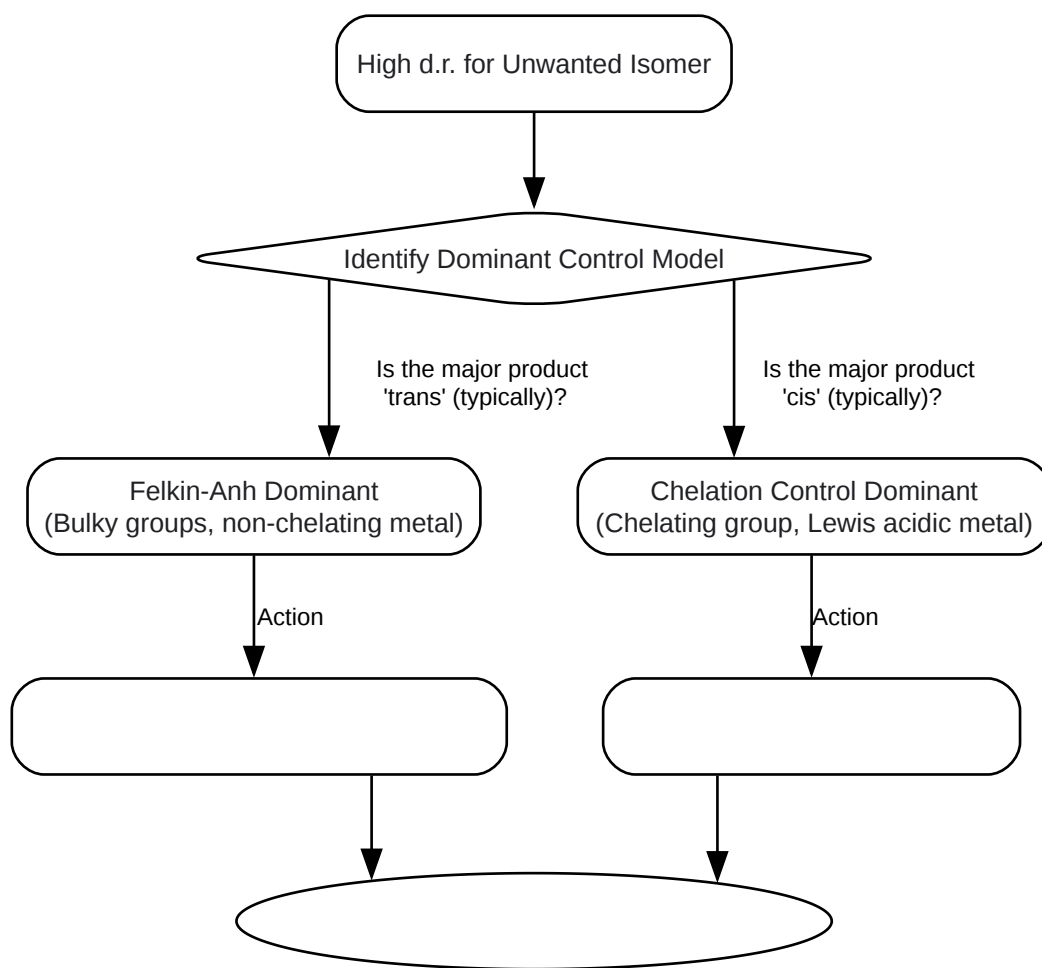 High d.r. for Unwanted Isomer
Identify Dominant Control Model
Is the major product
'trans' (typically)?
Is the major product
'cis' (typically)?
Felkin-Anh Dominant
(Bulky groups, non-chelating metal)
Chelation Control Dominant
(Chelating group, Lewis acidic metal)
Action
Action